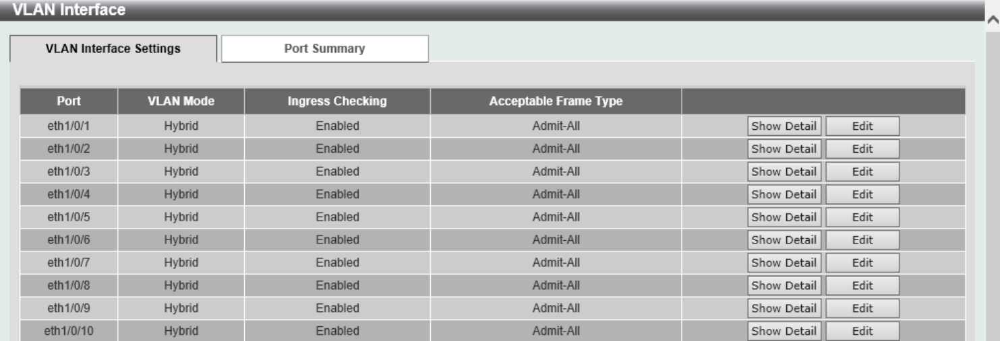 VLAN Interface
VLAN Interface Settings Port Summary
Port VLAN Mode Ingress Checking Acceptable Frame Type
eth1/0/1 Hybrid Enabled Admit-All Show Detail Edit
eth1/0/2 Hybrid Enabled Admit-All Show Detail Edit
eth1/0/3 Hybrid Enabled Admit-All Show Detail Edit
eth1/0/4 Hybrid Enabled Admit-All Show Detail Edit
eth1/0/5 Hybrid Enabled Admit-All Show Detail Edit
eth1/0/6 Hybrid Enabled Admit-All Show Detail Edit
eth1/0/7 Hybrid Enabled Admit-All Show Detail Edit
eth1/0/8 Hybrid Enabled Admit-All Show Detail Edit
eth1/0/9 Hybrid Enabled Admit-All Show Detail Edit
eth1/0/10 Hybrid Enabled Admit-All Show Detail Edit